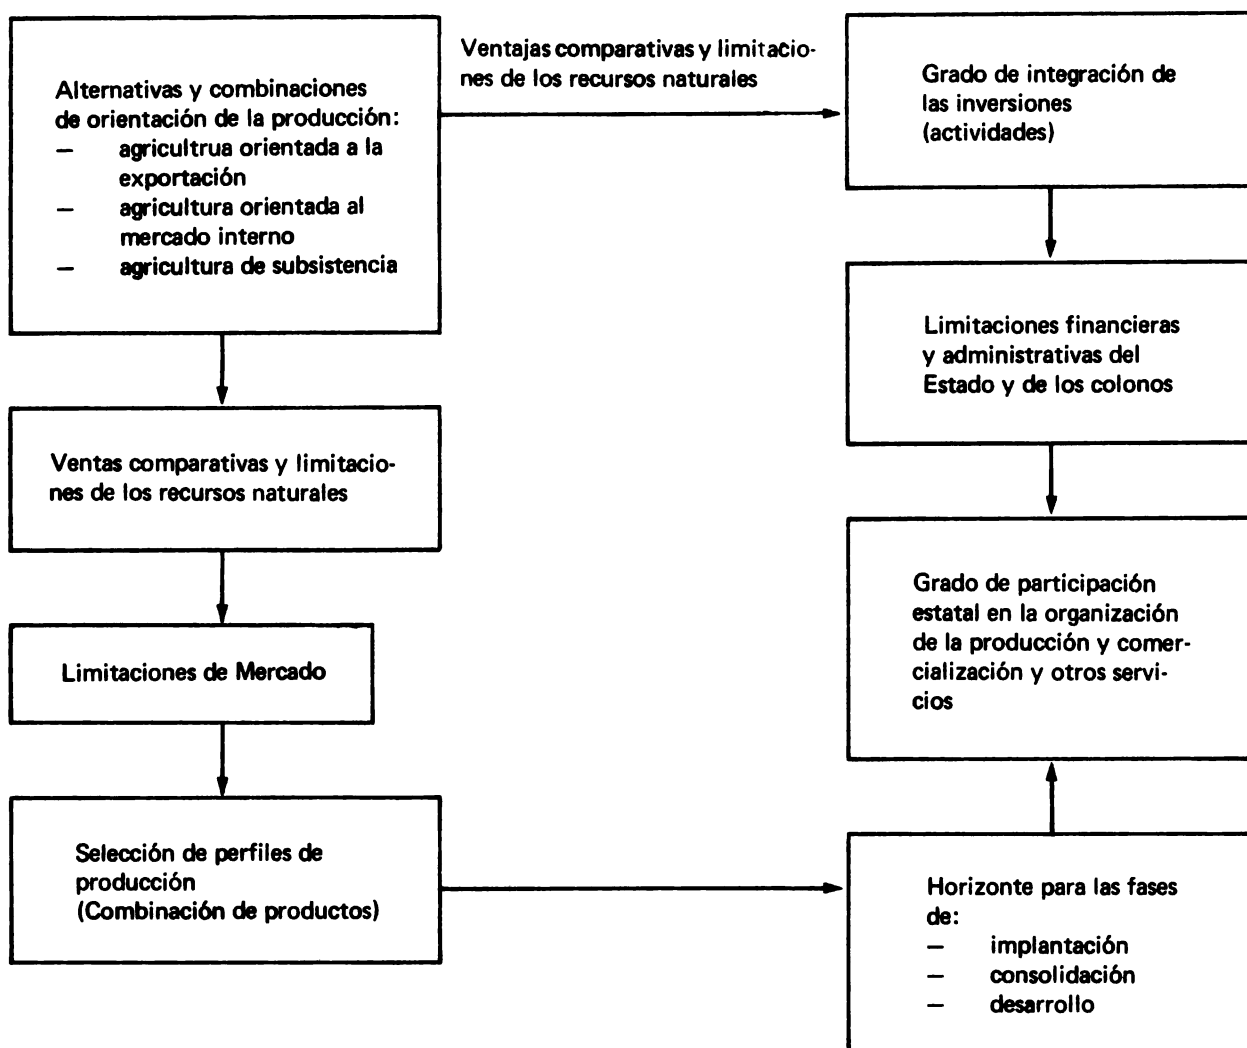 Alternativas y combinaciones
de orientación de la producción:
— agricultrua orientada a la
exportación
— agricultura orientada al
mercado interno
— agricultura de subsistencia
Ventajas comparativas y limitacio-
nes de los recursos naturales
Grado de integración de
las inversiones
(actividades)
Limitaciones financieras
y administrativas del
Estado y de los colonos
Ventas comparativas y limitacio-
nes de los recursos naturales
Grado de participación
estatal en la organización
de la producción y comer-
cialización y otros servi-
cios
Limitaciones de Mercado
Selección de perfiles de
producción
(Combinación de productos)
Horizonte para las fases
de:
— implantación
— consolidación
— desarrollo